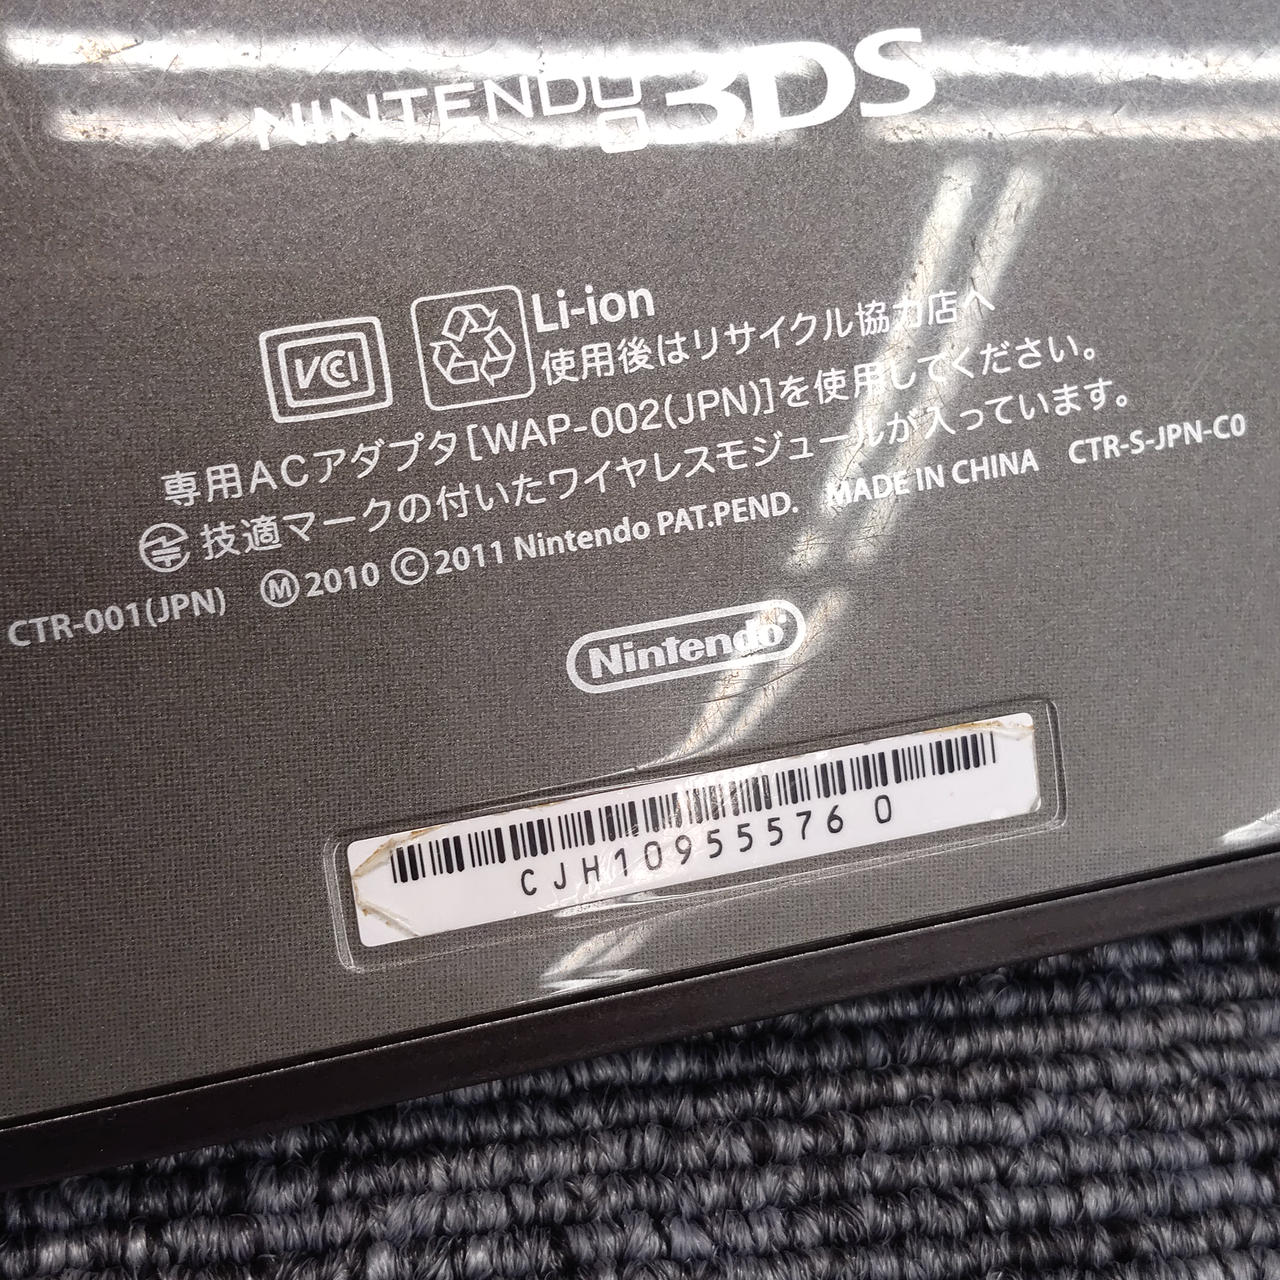 NINTENDO 3DS
VCI
Li-ion
使用後はリサイクル協力店へ
専用ACアダプタ[WAP-002(JPN)]を使用してください。
技適マークの付いたワイヤレスモジュールが入っています。
CTR-001(JPN) Ⓜ2010 ©2011 Nintendo PAT.PEND. MADE IN CHINA CTR-S-JPN-C0
Nintendo
CJH10955576 0